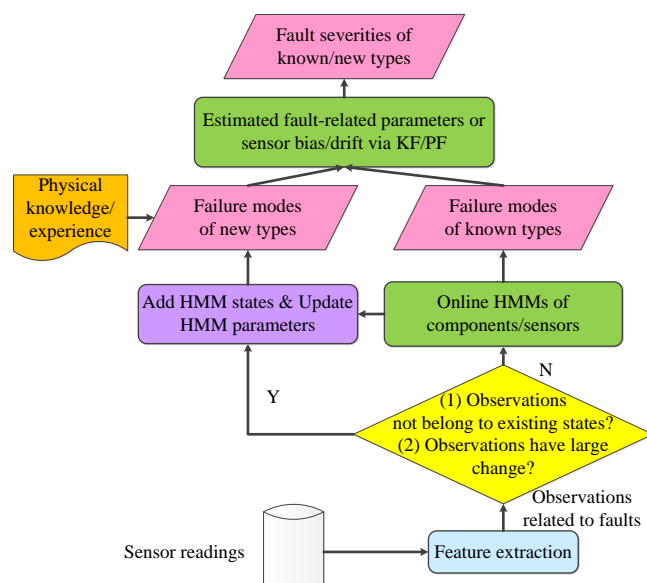 Fault severities of
known/new types
Estimated fault-related parameters or
sensor bias/drift via KF/PF
Physical
knowledge/
experience
Failure modes
of new types
Failure modes
of known types
Add HMM states & Update
HMM parameters
Online HMMs of
components/sensors
Y
N
(1) Observations
not belong to existing states?
(2) Observations have large
change?
Observations
related to faults
Sensor readings
Feature extraction